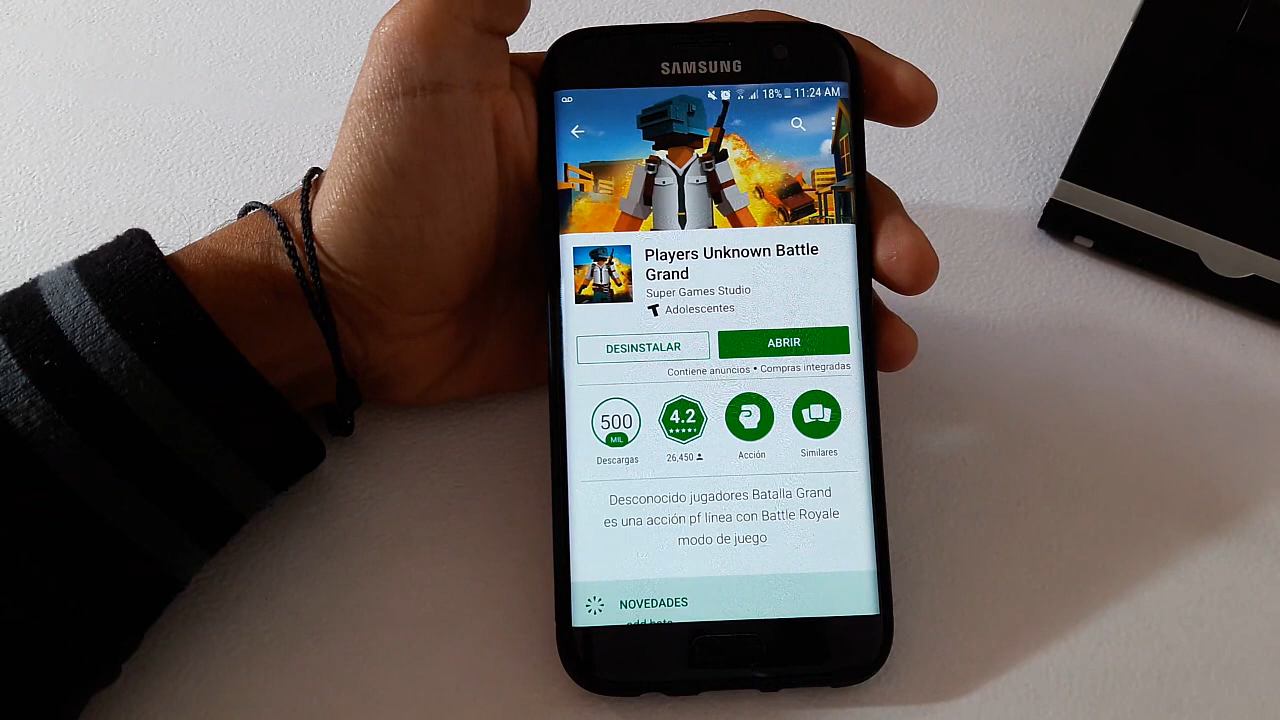 SAMSUNG
18% 11:24 AM
Players Unknown Battle
Grand
Super Games Studio
T Adolescentes
DESINSTALAR
ABRIR
Contiene anuncios • Compras integradas
500
MIL
Descargas
4.2
26,450
Acción
Similares
Desconocido jugadores Batalla Grand
es una acción pf línea con Battle Royale
modo de juego
NOVEDADES